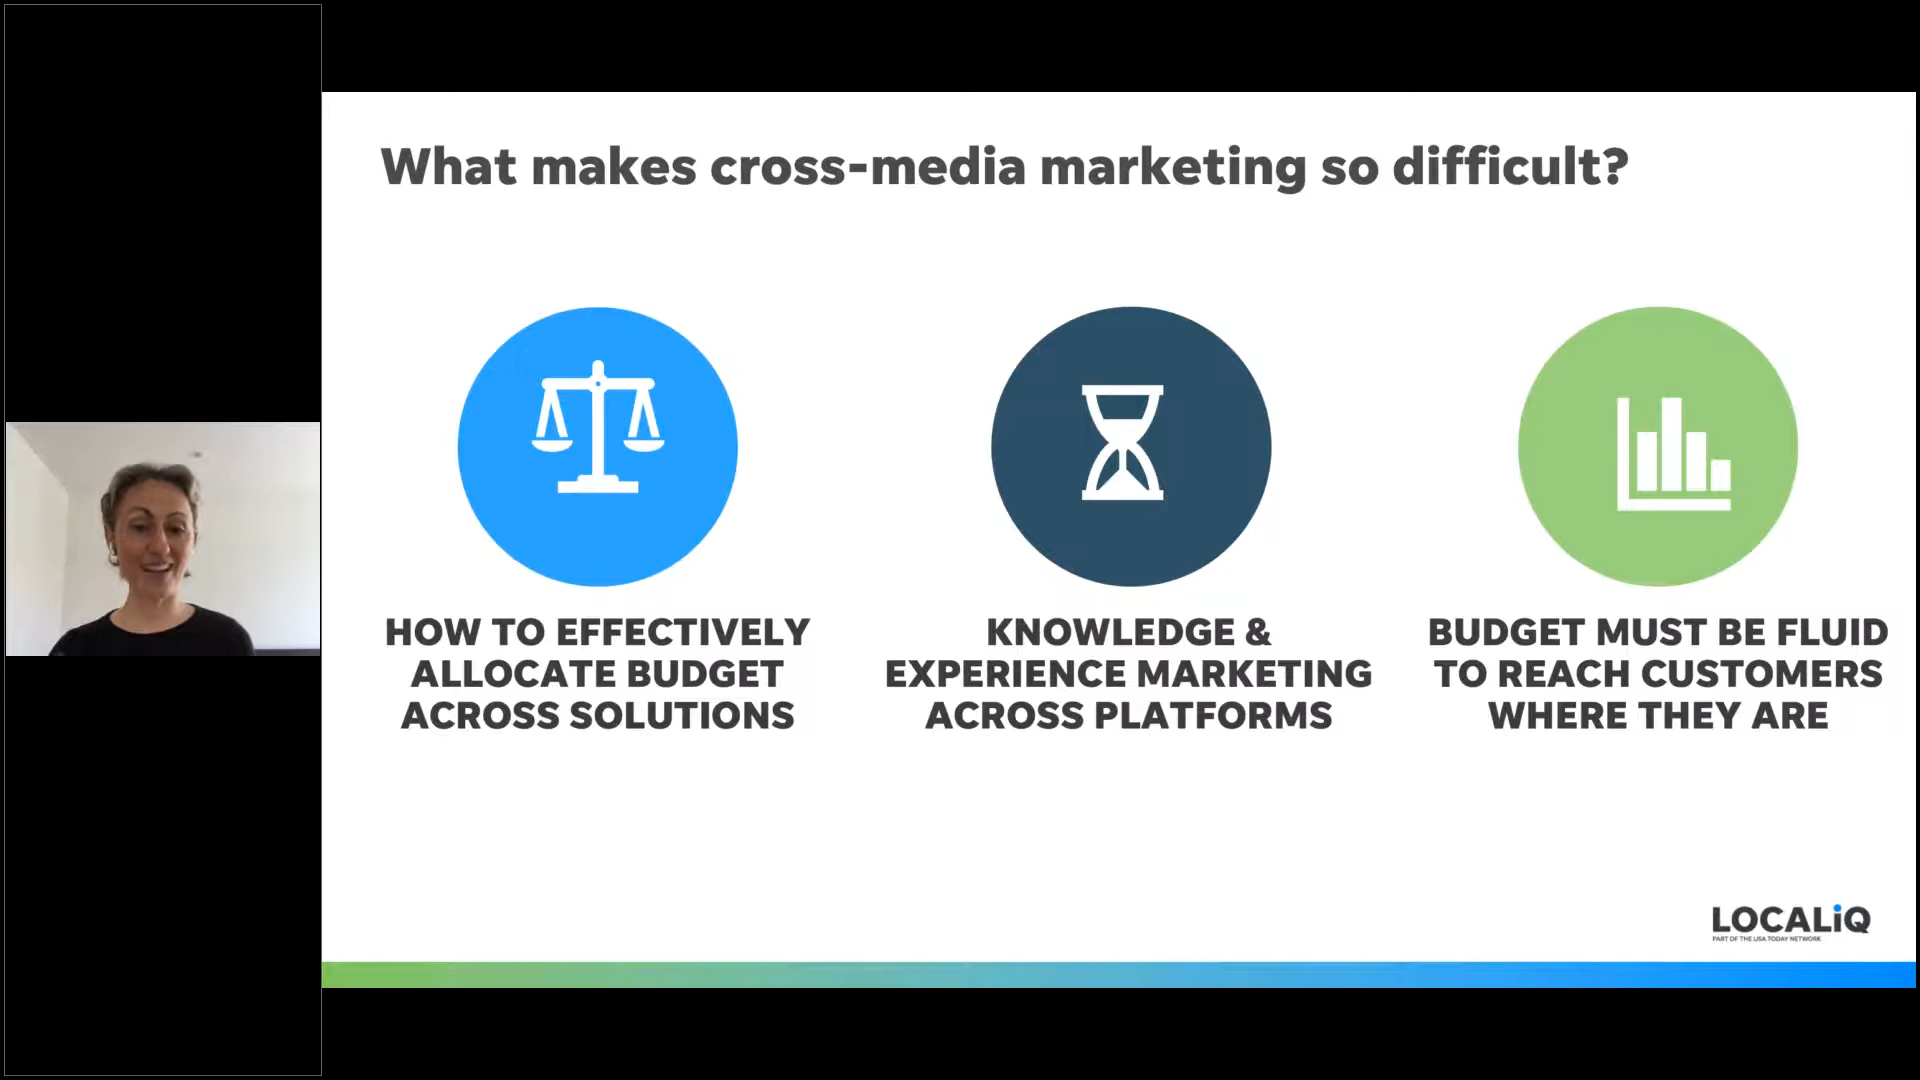 What makes cross-media marketing so difficult?
HOW TO EFFECTIVELY
ALLOCATE BUDGET
ACROSS SOLUTIONS
KNOWLEDGE &
EXPERIENCE MARKETING
ACROSS PLATFORMS
BUDGET MUST BE FLUID
TO REACH CUSTOMERS
WHERE THEY ARE
LOCALiQ
PART OF THE USA TODAY NETWORK